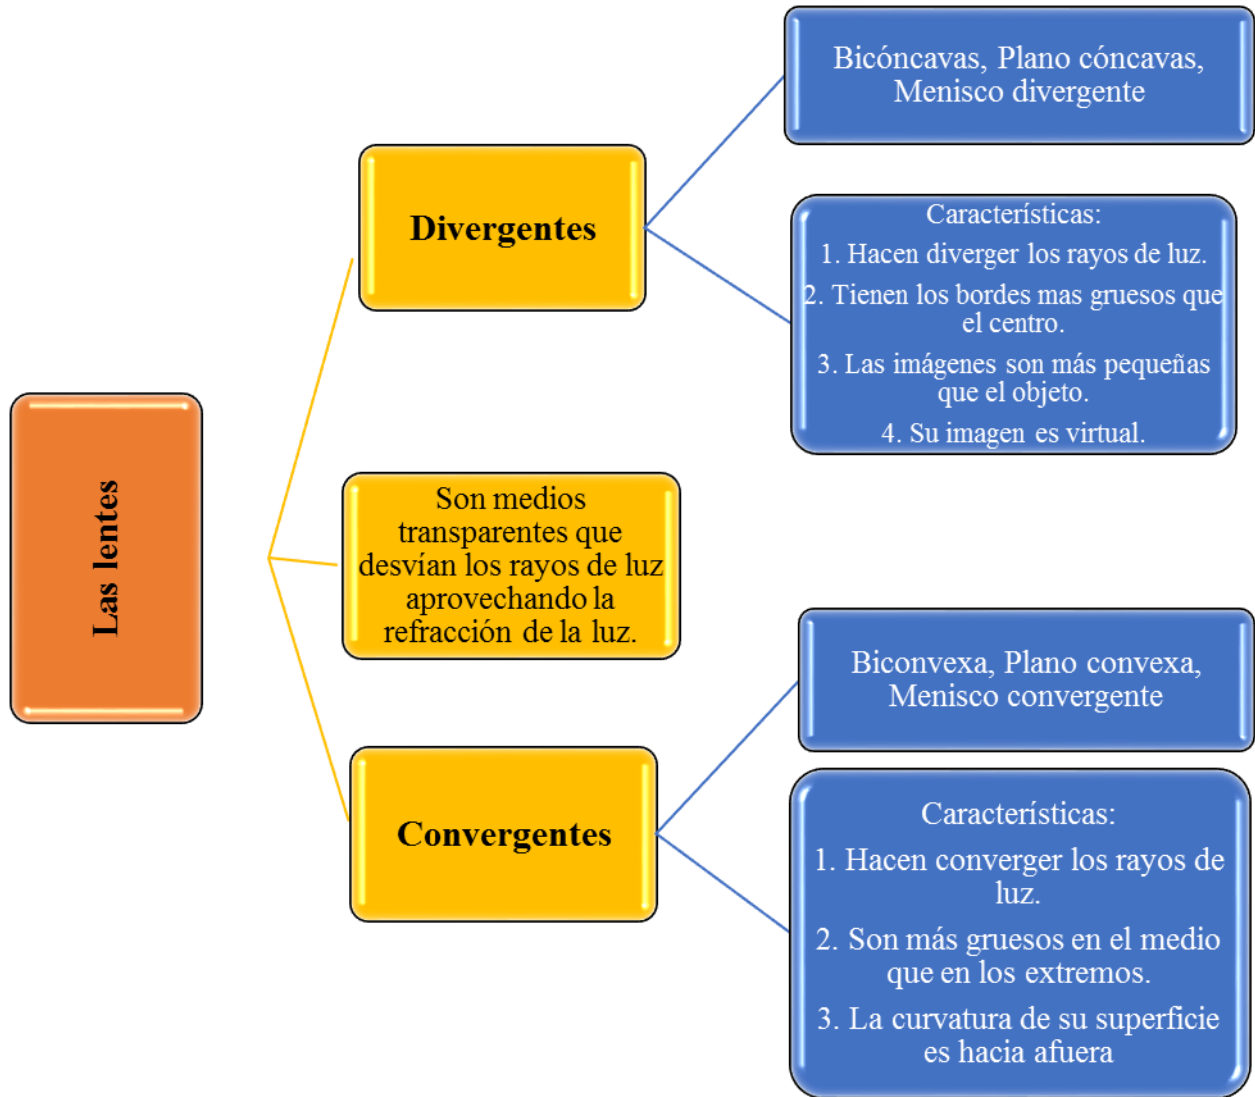 Las lentes
Divergentes
Bicóncavas, Plano cóncavas,
Menisco divergente
Características:
1. Hacen diverger los rayos de luz.
2. Tienen los bordes mas gruesos que
el centro.
3. Las imágenes son más pequeñas
que el objeto.
4. Su imagen es virtual.
Son medios
transparentes que
desvían los rayos de luz
aprovechando la
refracción de la luz.
Convergentes
Biconvexa, Plano convexa,
Menisco convergente
Características:
1. Hacen converger los rayos de
luz.
2. Son más gruesos en el medio
que en los extremos.
3. La curvatura de su superficie
es hacia afuera